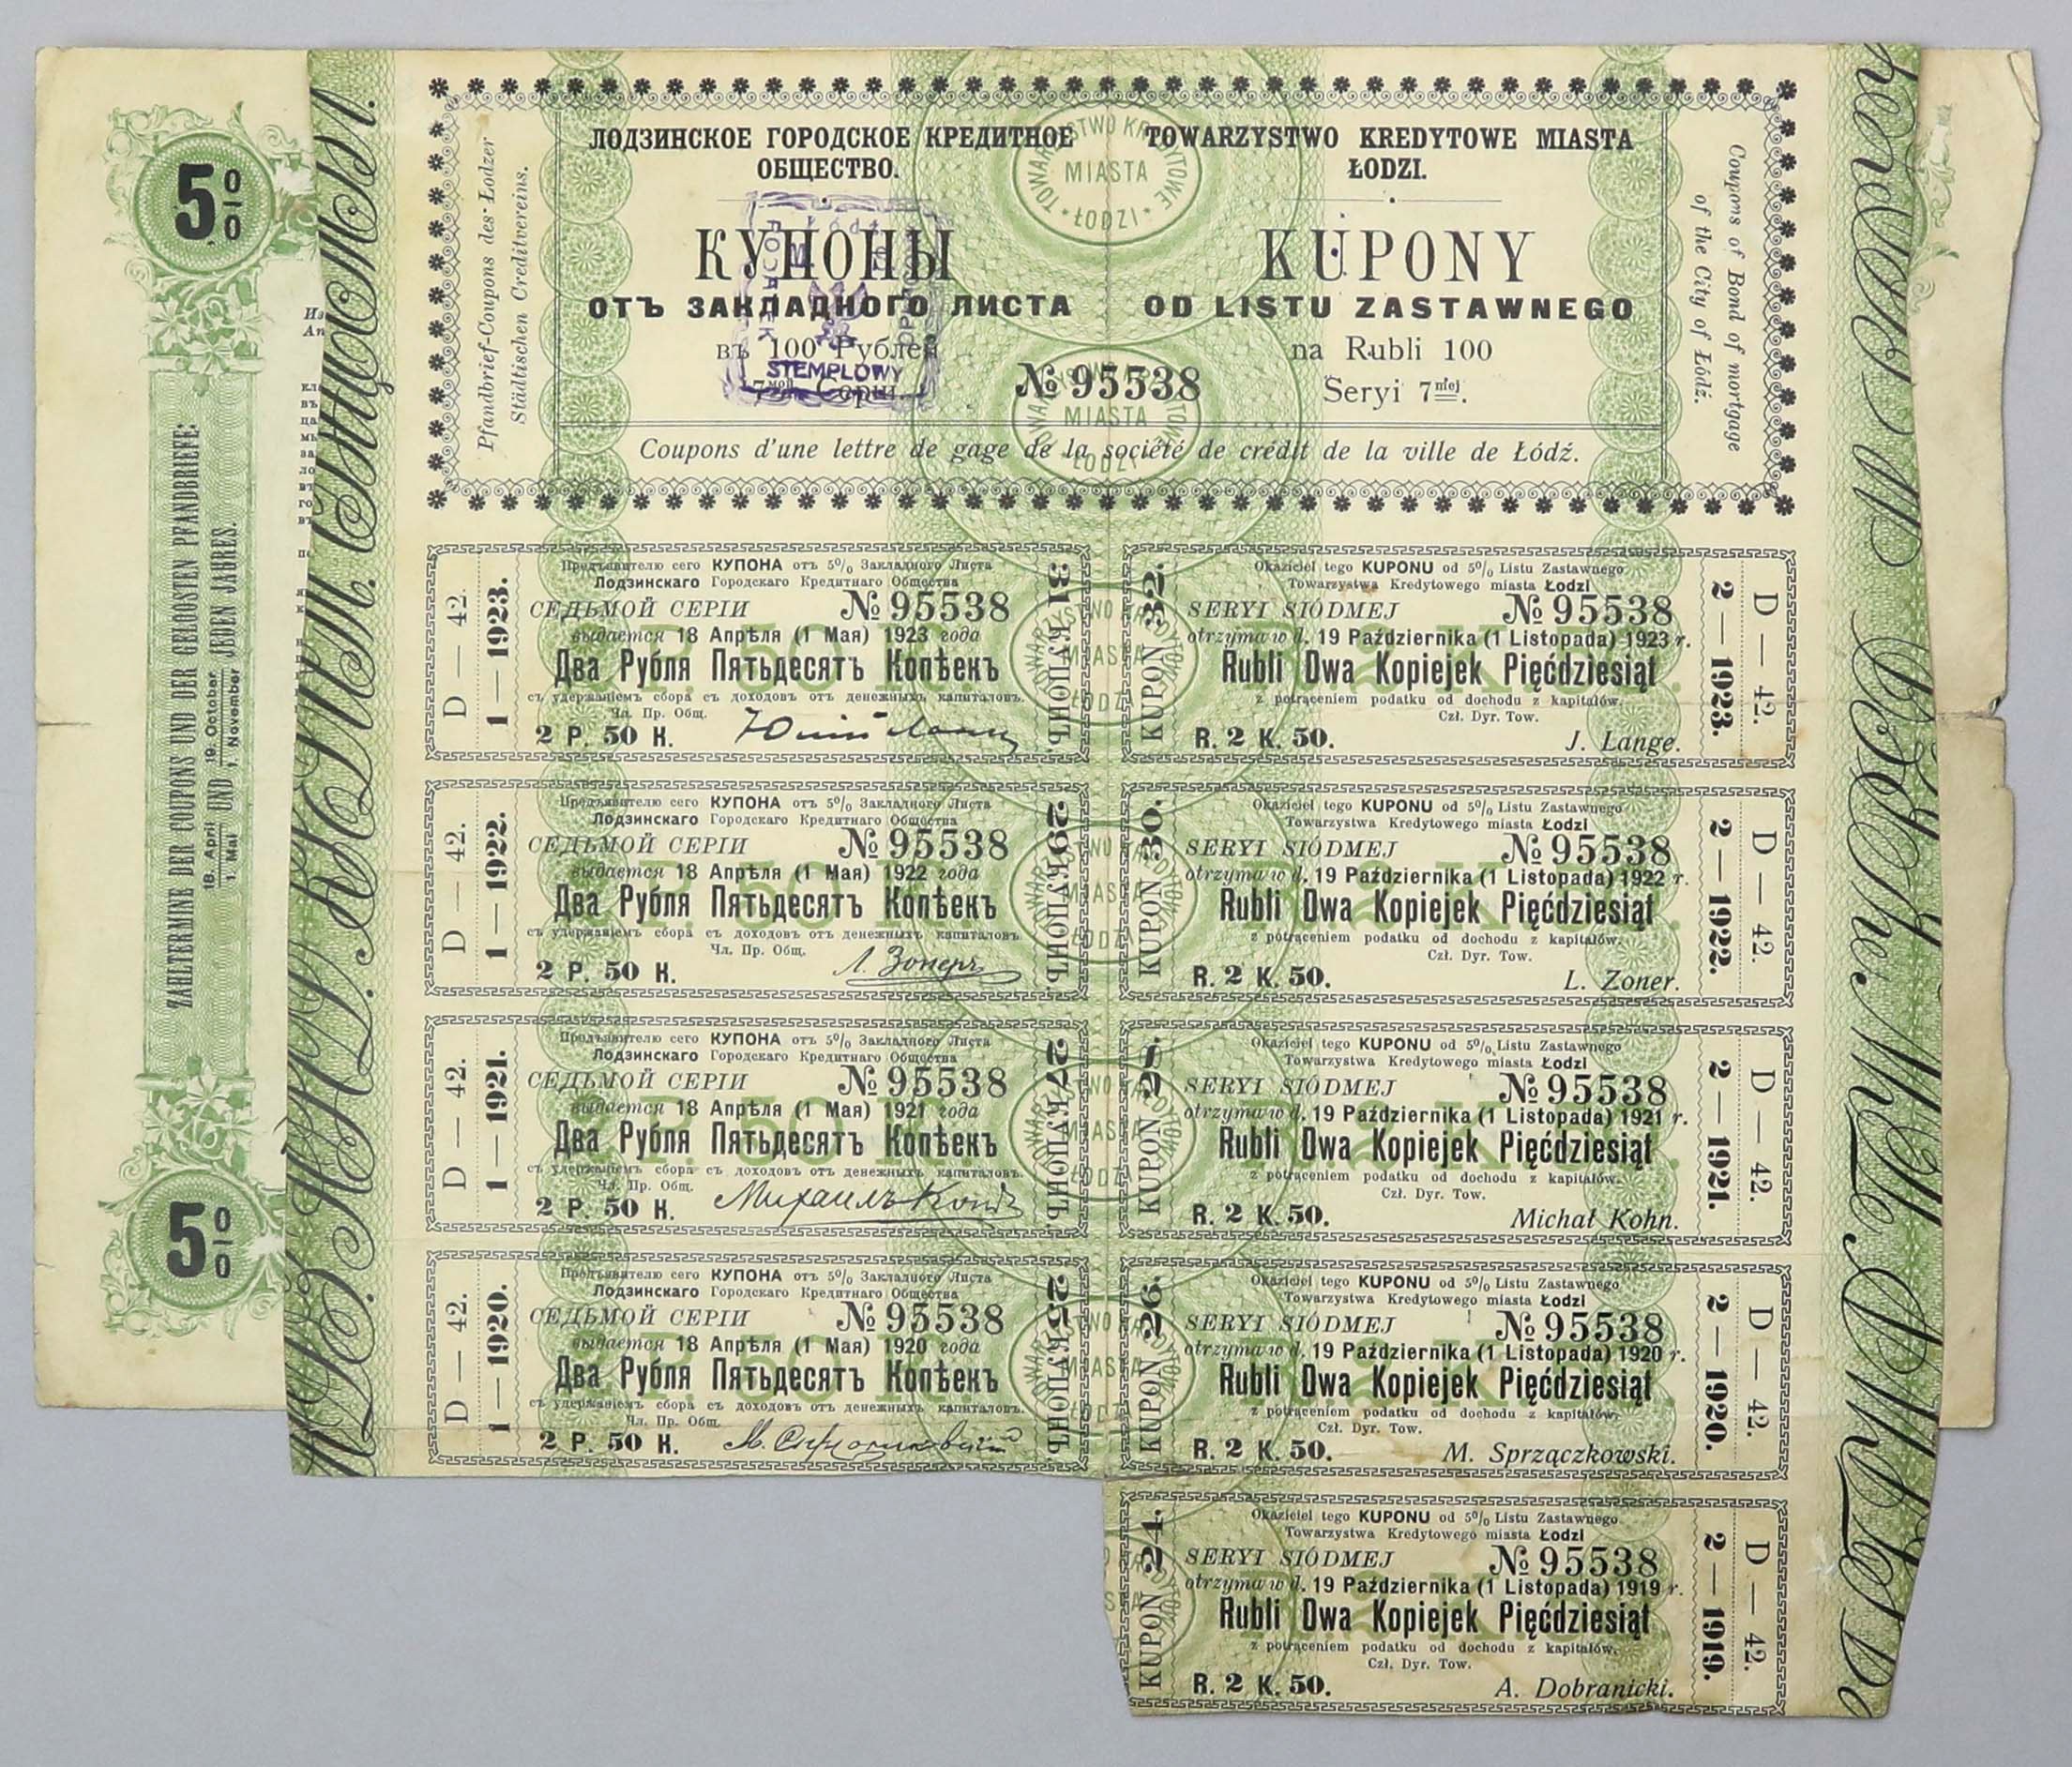 5%
ZAHLTERMINE DER COUPONS UND DER GELOOSTEN PFANDBRIEFE:
18. April UND 19. October JEDEN JAHRES.
1. Mai 1. November
5%
Pfandbrief-Coupons des Łodzer
Städtischen Creditvereins.
ЛОДЗИНСКОЕ ГОРОДСКОЕ КРЕДИТНОЕ
ОБЩЕСТВО.
КУПОНЫ
ОТЪ ЗАКЛАДНОГО ЛИСТА
въ 100 Рублей
7мой Серіи.
STEMPLOWY
TOWARZYSTWO KREDYTOWE MIASTA
ŁODZI.
KUPONY
OD LISTU ZASTAWNEGO
na Rubli 100
Seryi 7mej.
№ 95538
Coupons d'une lettre de gage de la société de crédit de la ville de Łódź.
Coupons of Bond of mortgage
of the City of Łódź.
D — 42.
1 — 1923.
Предъявителю сего КУПОНА отъ 5% Закладного Листа
Лодзинскаго Городскаго Кредитнаго Общества
СЕДЬМОЙ СЕРІИ № 95538
выдается 18 Апрѣля (1 Мая) 1923 года
Два Рубля Пятьдесятъ Копѣекъ
съ удержаніемъ сбора съ доходовъ отъ денежныхъ капиталовъ.
Чл. Пр. Общ.
2 Р. 50 К.
КУПОНЪ 31.
KUPON 32.
Okaziciel tego KUPONU od 5% Listu Zastawnego
Towarzystwa Kredytowego miasta Łodzi
SERYI SIÓDMEJ № 95538
otrzyma w d. 19 Października (1 Listopada) 1923 r.
Rubli Dwa Kopiejek Pięćdziesiąt
z potrąceniem podatku od dochodu z kapitałów.
Czł. Dyr. Tow.
R. 2 K. 50. J. Lange.
2 — 1923.
D — 42.
D — 42.
1 — 1922.
Предъявителю сего КУПОНА отъ 5% Закладного Листа
Лодзинскаго Городскаго Кредитнаго Общества
СЕДЬМОЙ СЕРІИ № 95538
выдается 18 Апрѣля (1 Мая) 1922 года
Два Рубля Пятьдесятъ Копѣекъ
съ удержаніемъ сбора съ доходовъ отъ денежныхъ капиталовъ.
Чл. Пр. Общ.
2 Р. 50 К. Л. Зонеръ
КУПОНЪ 29.
KUPON 30.
Okaziciel tego KUPONU od 5% Listu Zastawnego
Towarzystwa Kredytowego miasta Łodzi
SERYI SIÓDMEJ № 95538
otrzyma w d. 19 Października (1 Listopada) 1922 r.
Rubli Dwa Kopiejek Pięćdziesiąt
z potrąceniem podatku od dochodu z kapitałów.
Czł. Dyr. Tow.
R. 2 K. 50. L. Zoner.
2 — 1922.
D — 42.
D — 42.
1 — 1921.
Предъявителю сего КУПОНА отъ 5% Закладного Листа
Лодзинскаго Городскаго Кредитнаго Общества
СЕДЬМОЙ СЕРІИ № 95538
выдается 18 Апрѣля (1 Мая) 1921 года
Два Рубля Пятьдесятъ Копѣекъ
съ удержаніемъ сбора съ доходовъ отъ денежныхъ капиталовъ.
Чл. Пр. Общ.
2 Р. 50 К. Михаилъ Конъ
КУПОНЪ 27.
KUPON 28.
Okaziciel tego KUPONU od 5% Listu Zastawnego
Towarzystwa Kredytowego miasta Łodzi
SERYI SIÓDMEJ № 95538
otrzyma w d. 19 Października (1 Listopada) 1921 r.
Rubli Dwa Kopiejek Pięćdziesiąt
z potrąceniem podatku od dochodu z kapitałów.
Czł. Dyr. Tow.
R. 2 K. 50. Michał Kohn.
2 — 1921.
D — 42.
D — 42.
1 — 1920.
Предъявителю сего КУПОНА отъ 5% Закладного Листа
Лодзинскаго Городскаго Кредитнаго Общества
СЕДЬМОЙ СЕРІИ № 95538
выдается 18 Апрѣля (1 Мая) 1920 года
Два Рубля Пятьдесятъ Копѣекъ
съ удержаніемъ сбора съ доходовъ отъ денежныхъ капиталовъ.
Чл. Пр. Общ.
2 Р. 50 К.
КУПОНЪ 25.
KUPON 26.
Okaziciel tego KUPONU od 5% Listu Zastawnego
Towarzystwa Kredytowego miasta Łodzi
SERYI SIÓDMEJ № 95538
otrzyma w d. 19 Października (1 Listopada) 1920 r.
Rubli Dwa Kopiejek Pięćdziesiąt
z potrąceniem podatku od dochodu z kapitałów.
Czł. Dyr. Tow.
R. 2 K. 50. M. Sprzączkowski.
2 — 1920.
D — 42.
KUPON 24.
Okaziciel tego KUPONU od 5% Listu Zastawnego
Towarzystwa Kredytowego miasta Łodzi
SERYI SIÓDMEJ № 95538
otrzyma w d. 19 Października (1 Listopada) 1919 r.
Rubli Dwa Kopiejek Pięćdziesiąt
z potrąceniem podatku od dochodu z kapitałów.
Czł. Dyr. Tow.
R. 2 K. 50. A. Dobranicki.
2 — 1919.
D — 42.